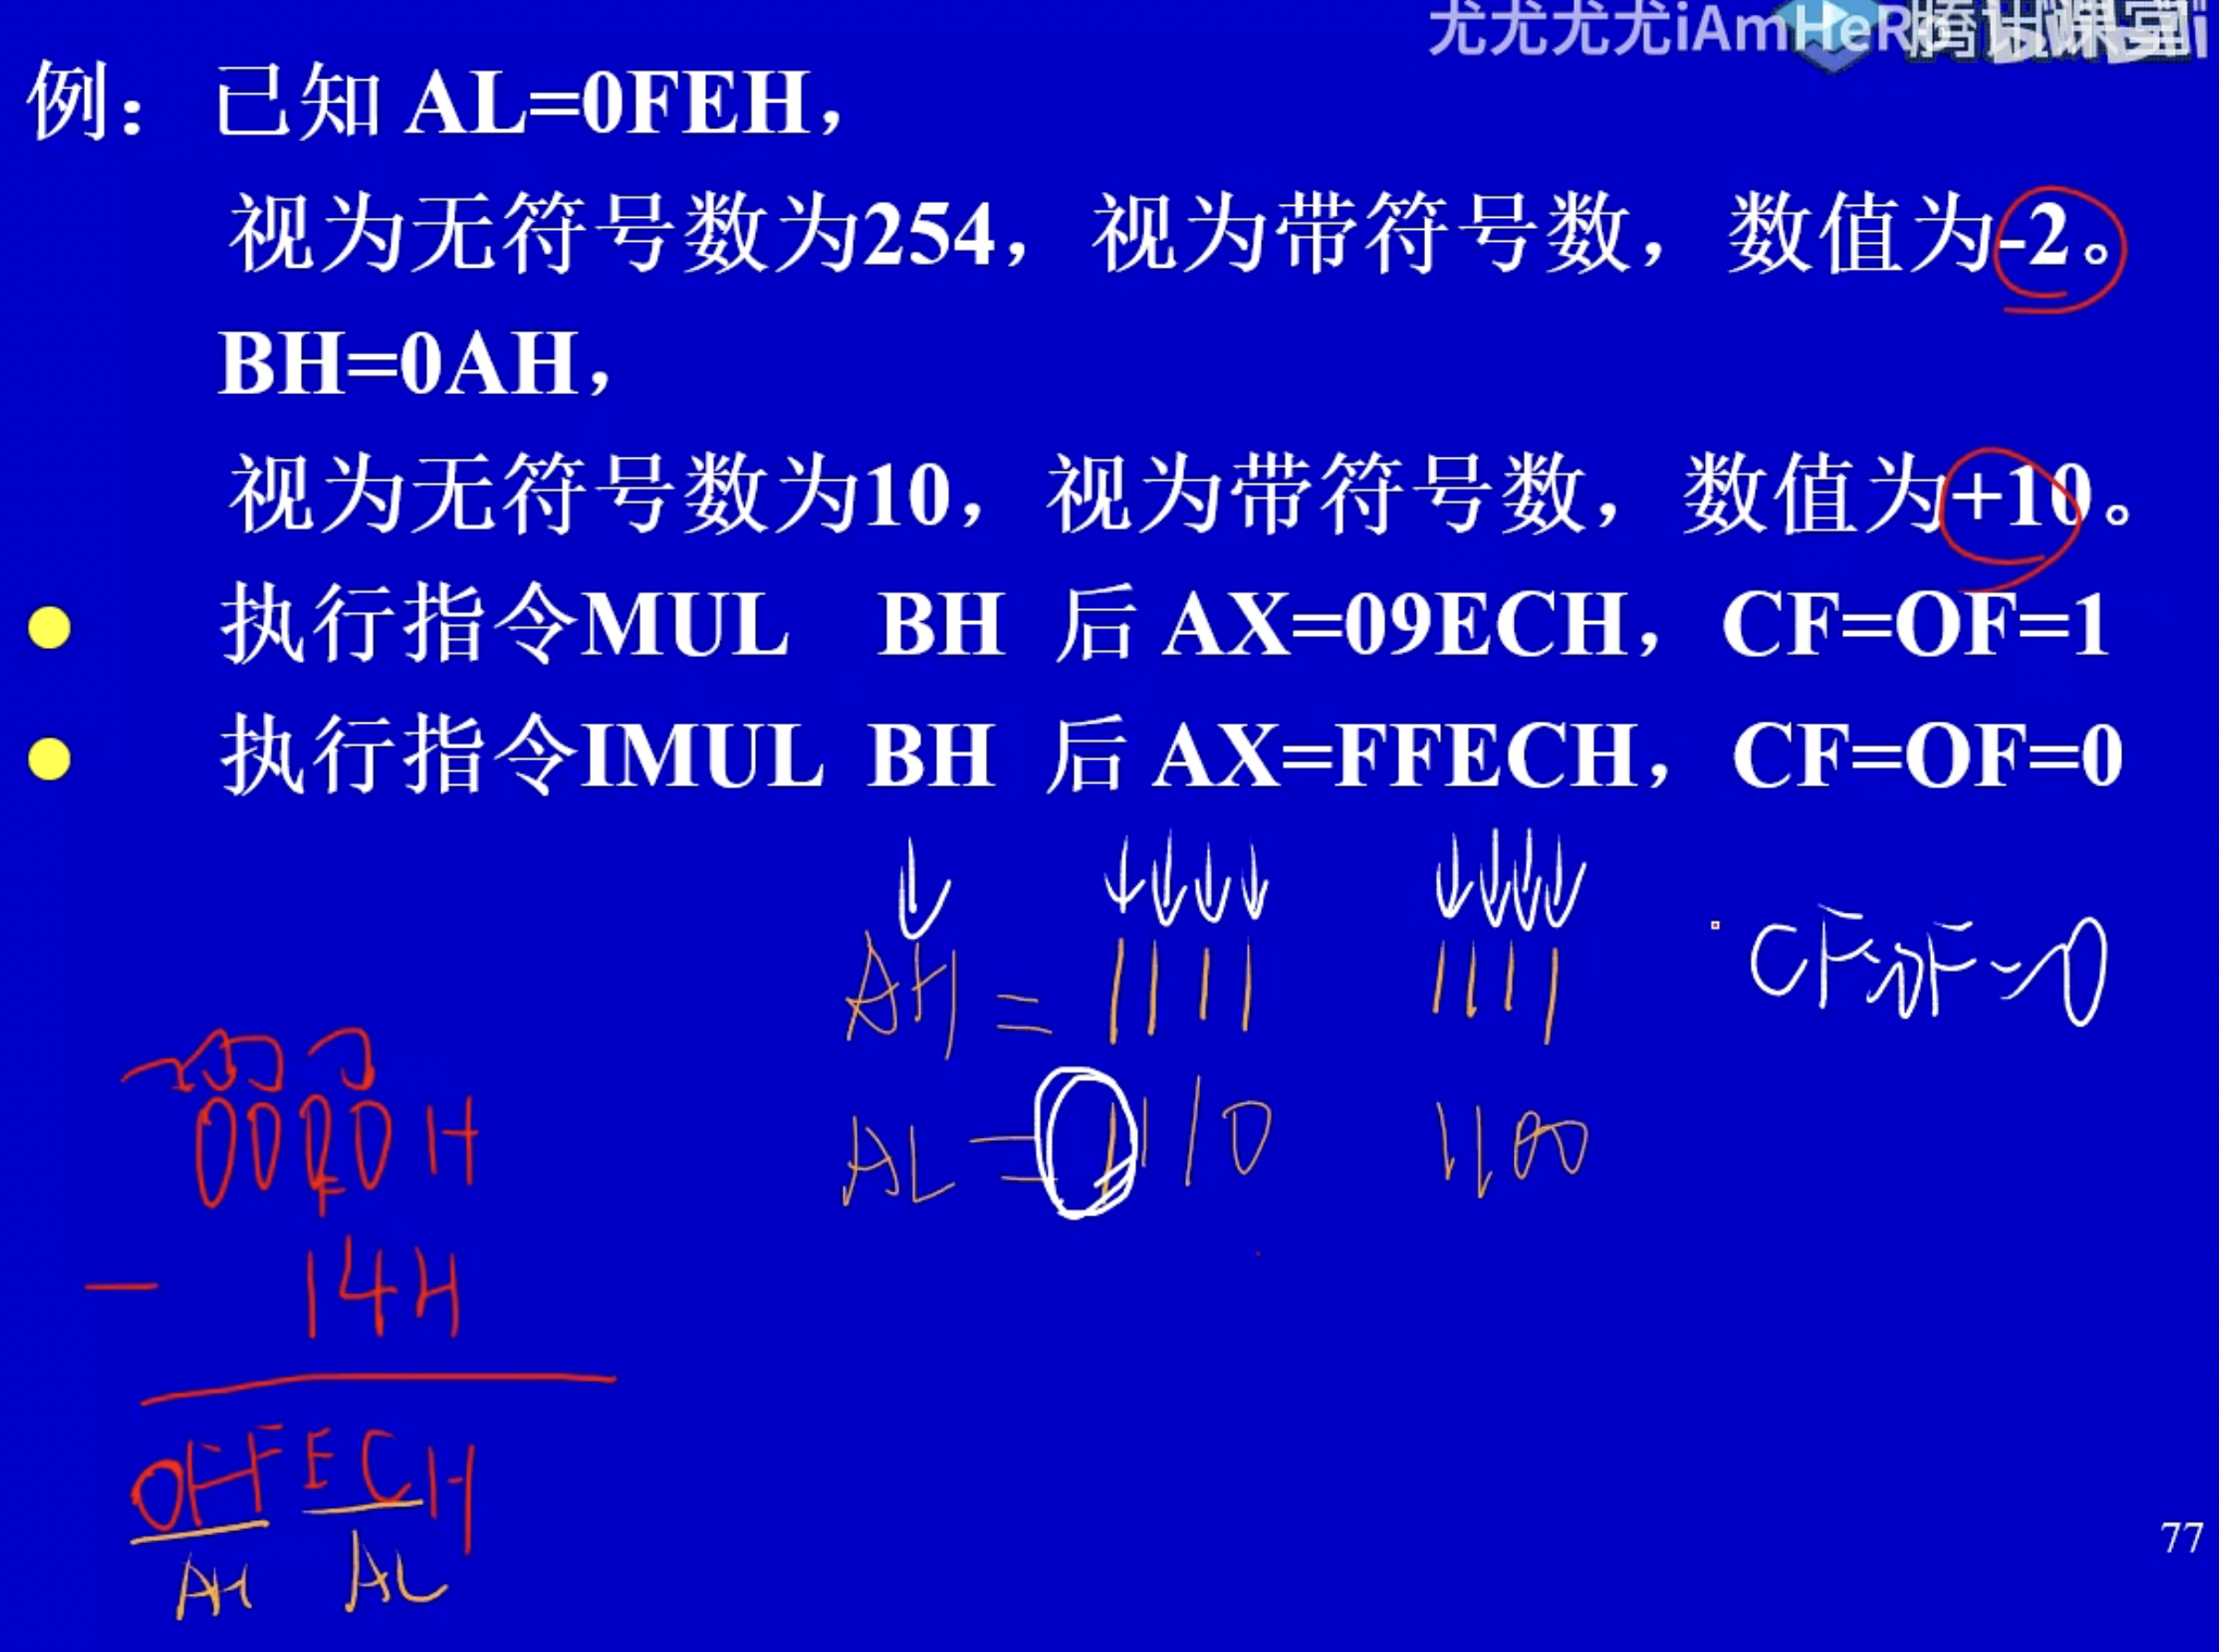 尤尤尤尤iAmHeR
腾讯课堂
例：已知 AL=0FEH，
视为无符号数为254，视为带符号数，数值为-2。
BH=0AH，
视为无符号数为10，视为带符号数，数值为+10。
执行指令MUL BH 后 AX=09ECH，CF=OF=1
执行指令IMUL BH 后 AX=FFECH，CF=OF=0
AH = 1111 1111
CF=OF=0
AL = 1110 1100
H
- 14H
0FFECH
AH AL
77